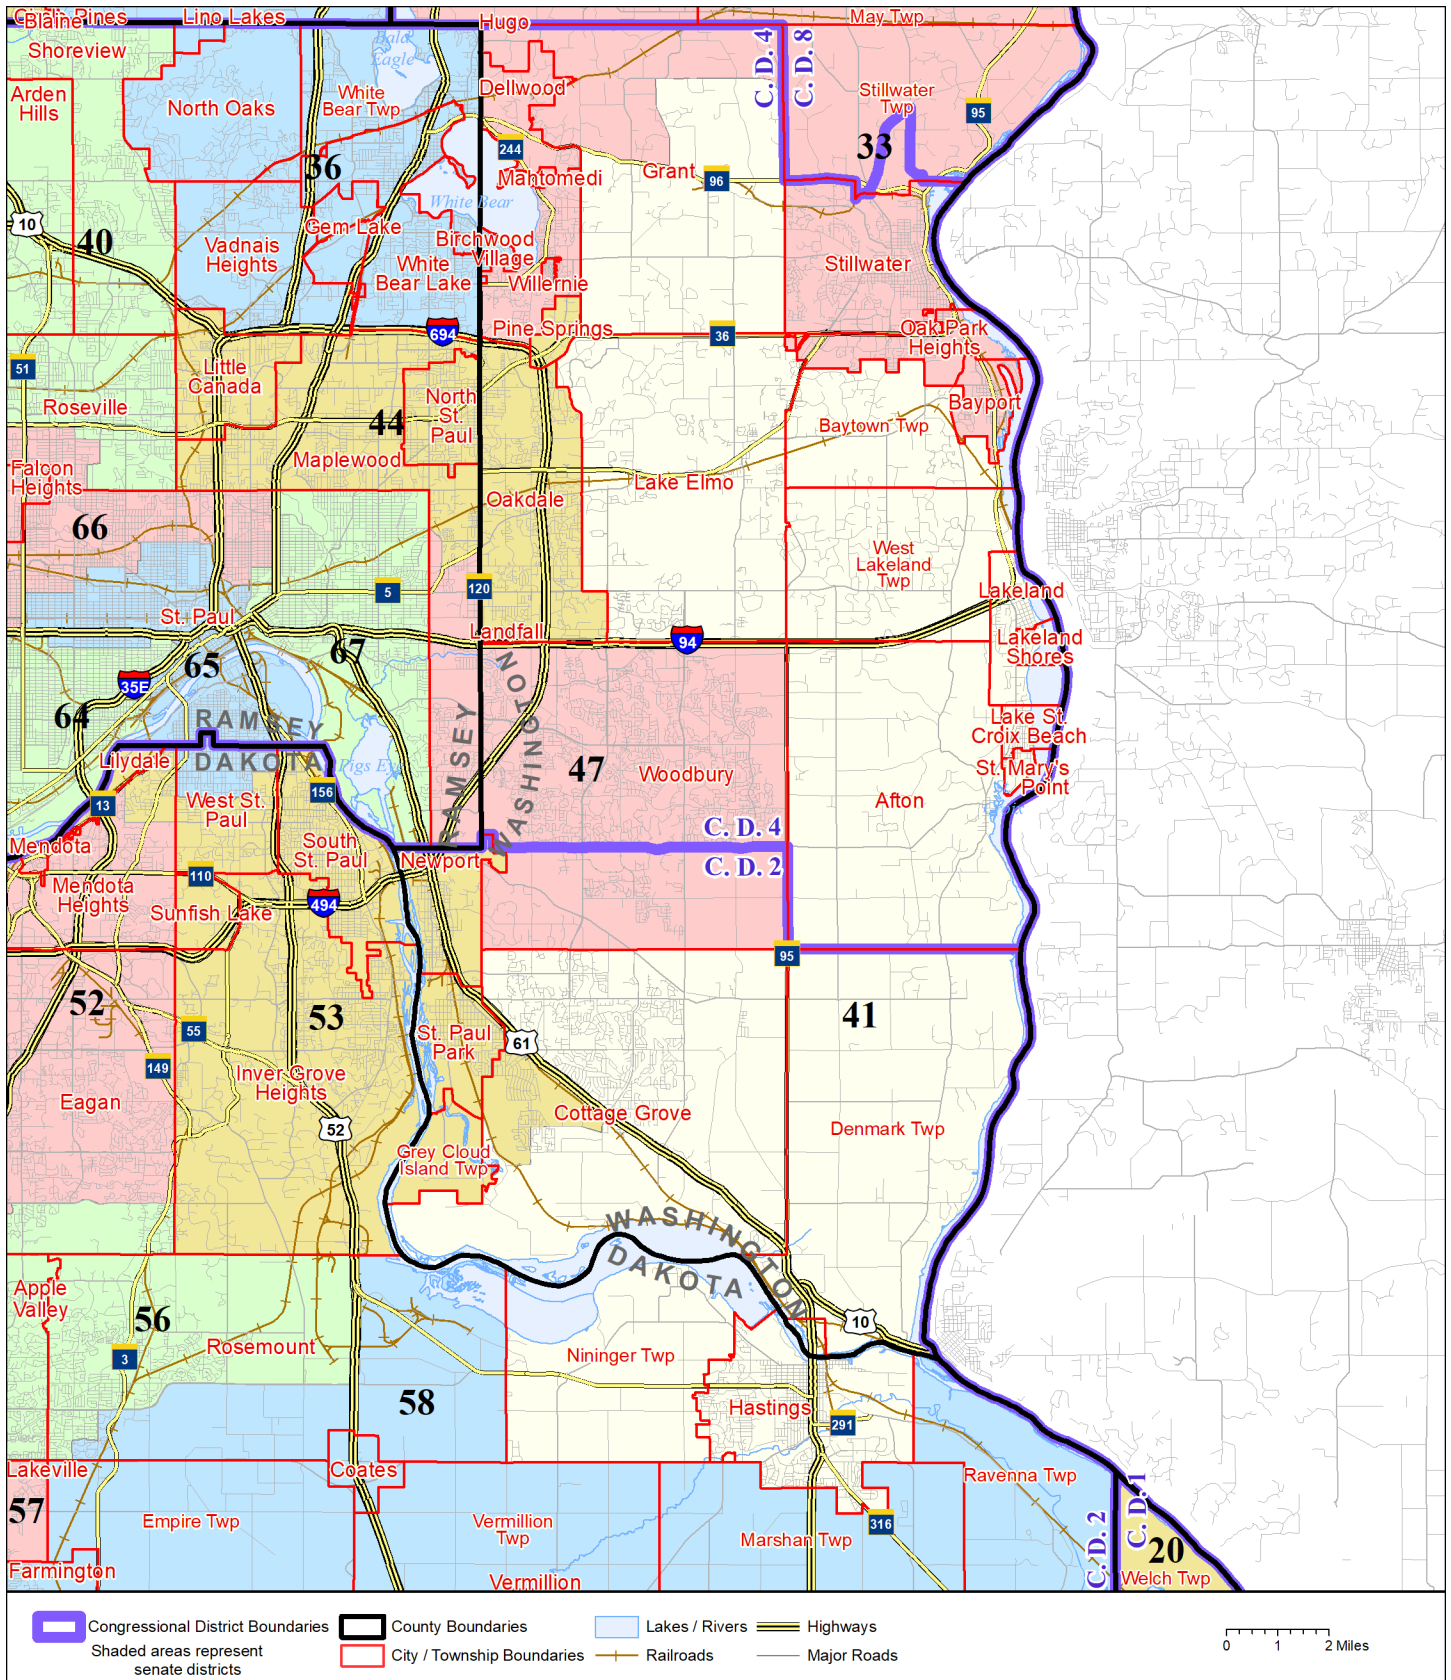 Blaine
Pines
Lino Lakes
Hugo
May Twp
Shoreview
Bald
Eagle
C. D. 4
C. D. 8
Arden
Hills
North Oaks
White
Bear Twp
Dellwood
Stillwater
Twp
95
33
244
36
Mahtomedi
Grant
96
10
40
White Bear
Gem Lake
Vadnais
Heights
Birchwood
Village
White
Bear Lake
Willernie
Stillwater
694
Pine Springs
36
Oak Park
Heights
51
Little
Canada
Roseville
44
North
St.
Paul
Bayport
Baytown Twp
Maplewood
Falcon
Heights
Lake Elmo
Oakdale
66
West
Lakeland
Twp
5
120
Lakeland
St. Paul
Landfall
94
67
65
Lakeland
Shores
35E
64
RAMSEY
DAKOTA
RAMSEY
WASHINGTON
Lake St.
Croix Beach
Lilydale
Pigs Eye
47
Woodbury
St. Mary's
Point
13
156
West St.
Paul
Afton
South
St. Paul
C. D. 4
C. D. 2
Mendota
Newport
110
Mendota
Heights
494
Sunfish Lake
95
52
53
41
55
St. Paul
Park
61
149
Inver Grove
Heights
Eagan
Cottage Grove
52
Denmark Twp
Grey Cloud
Island Twp
WASHINGTON
DAKOTA
Apple
Valley
56
10
Rosemount
3
Nininger Twp
58
Hastings
291
Lakeville
Coates
Ravenna Twp
57
Empire Twp
Vermillion
Twp
316
Marshan Twp
C. D. 2
C. D. 1
20
Farmington
Vermillion
Welch Twp
Congressional District Boundaries
County Boundaries
Lakes / Rivers
Highways
Shaded areas represent
senate districts
City / Township Boundaries
Railroads
Major Roads
0 1 2 Miles